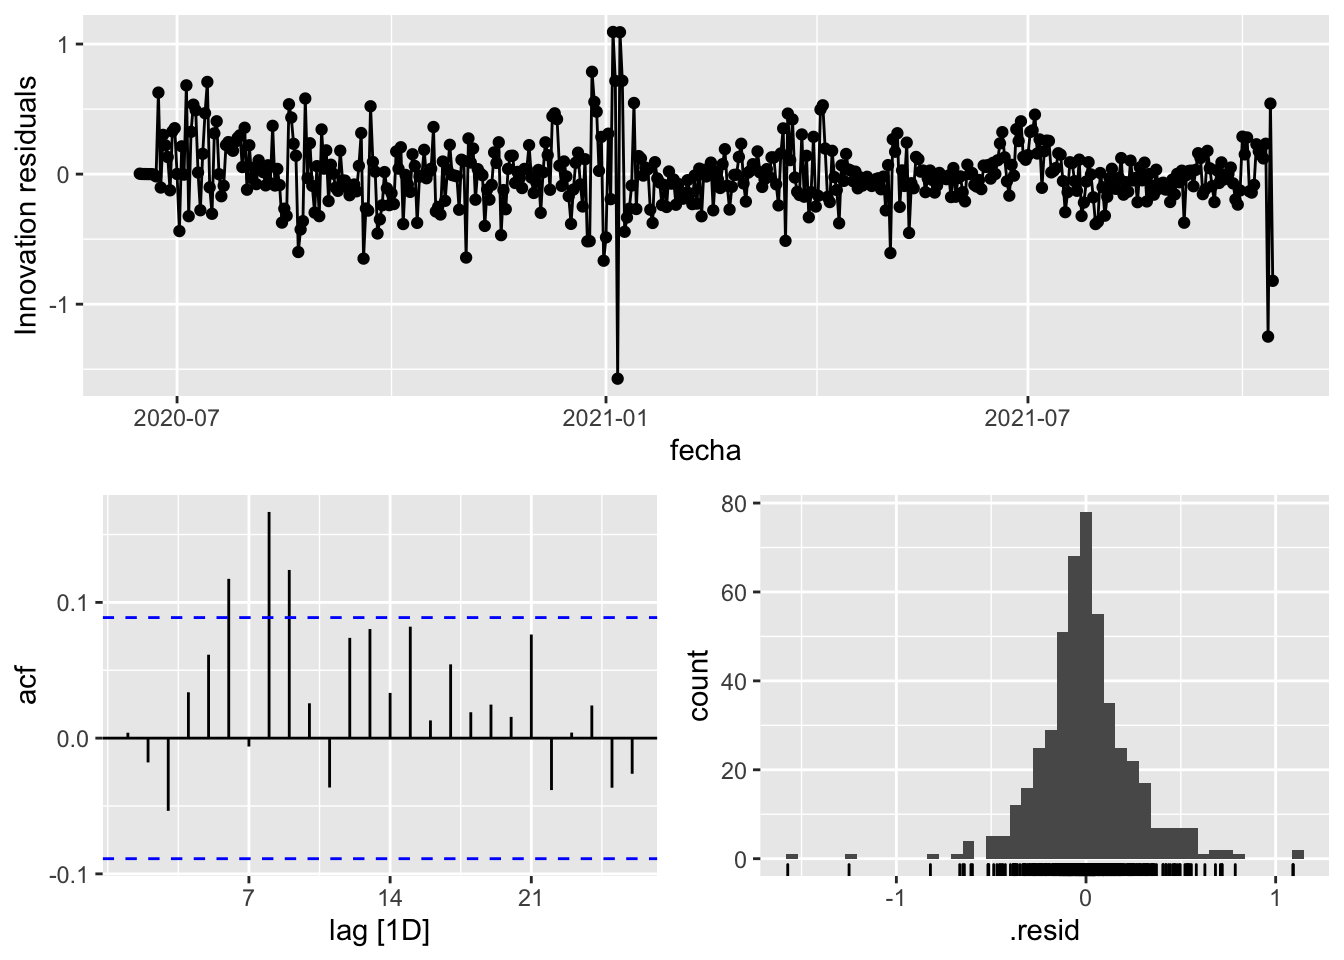 Innovation residuals
1
0
-1
2020-07 2021-01 2021-07
fecha
acf
0.1
0.0
-0.1
7 14 21
lag [1D]
count
80
60
40
20
0
-1 0 1
.resid